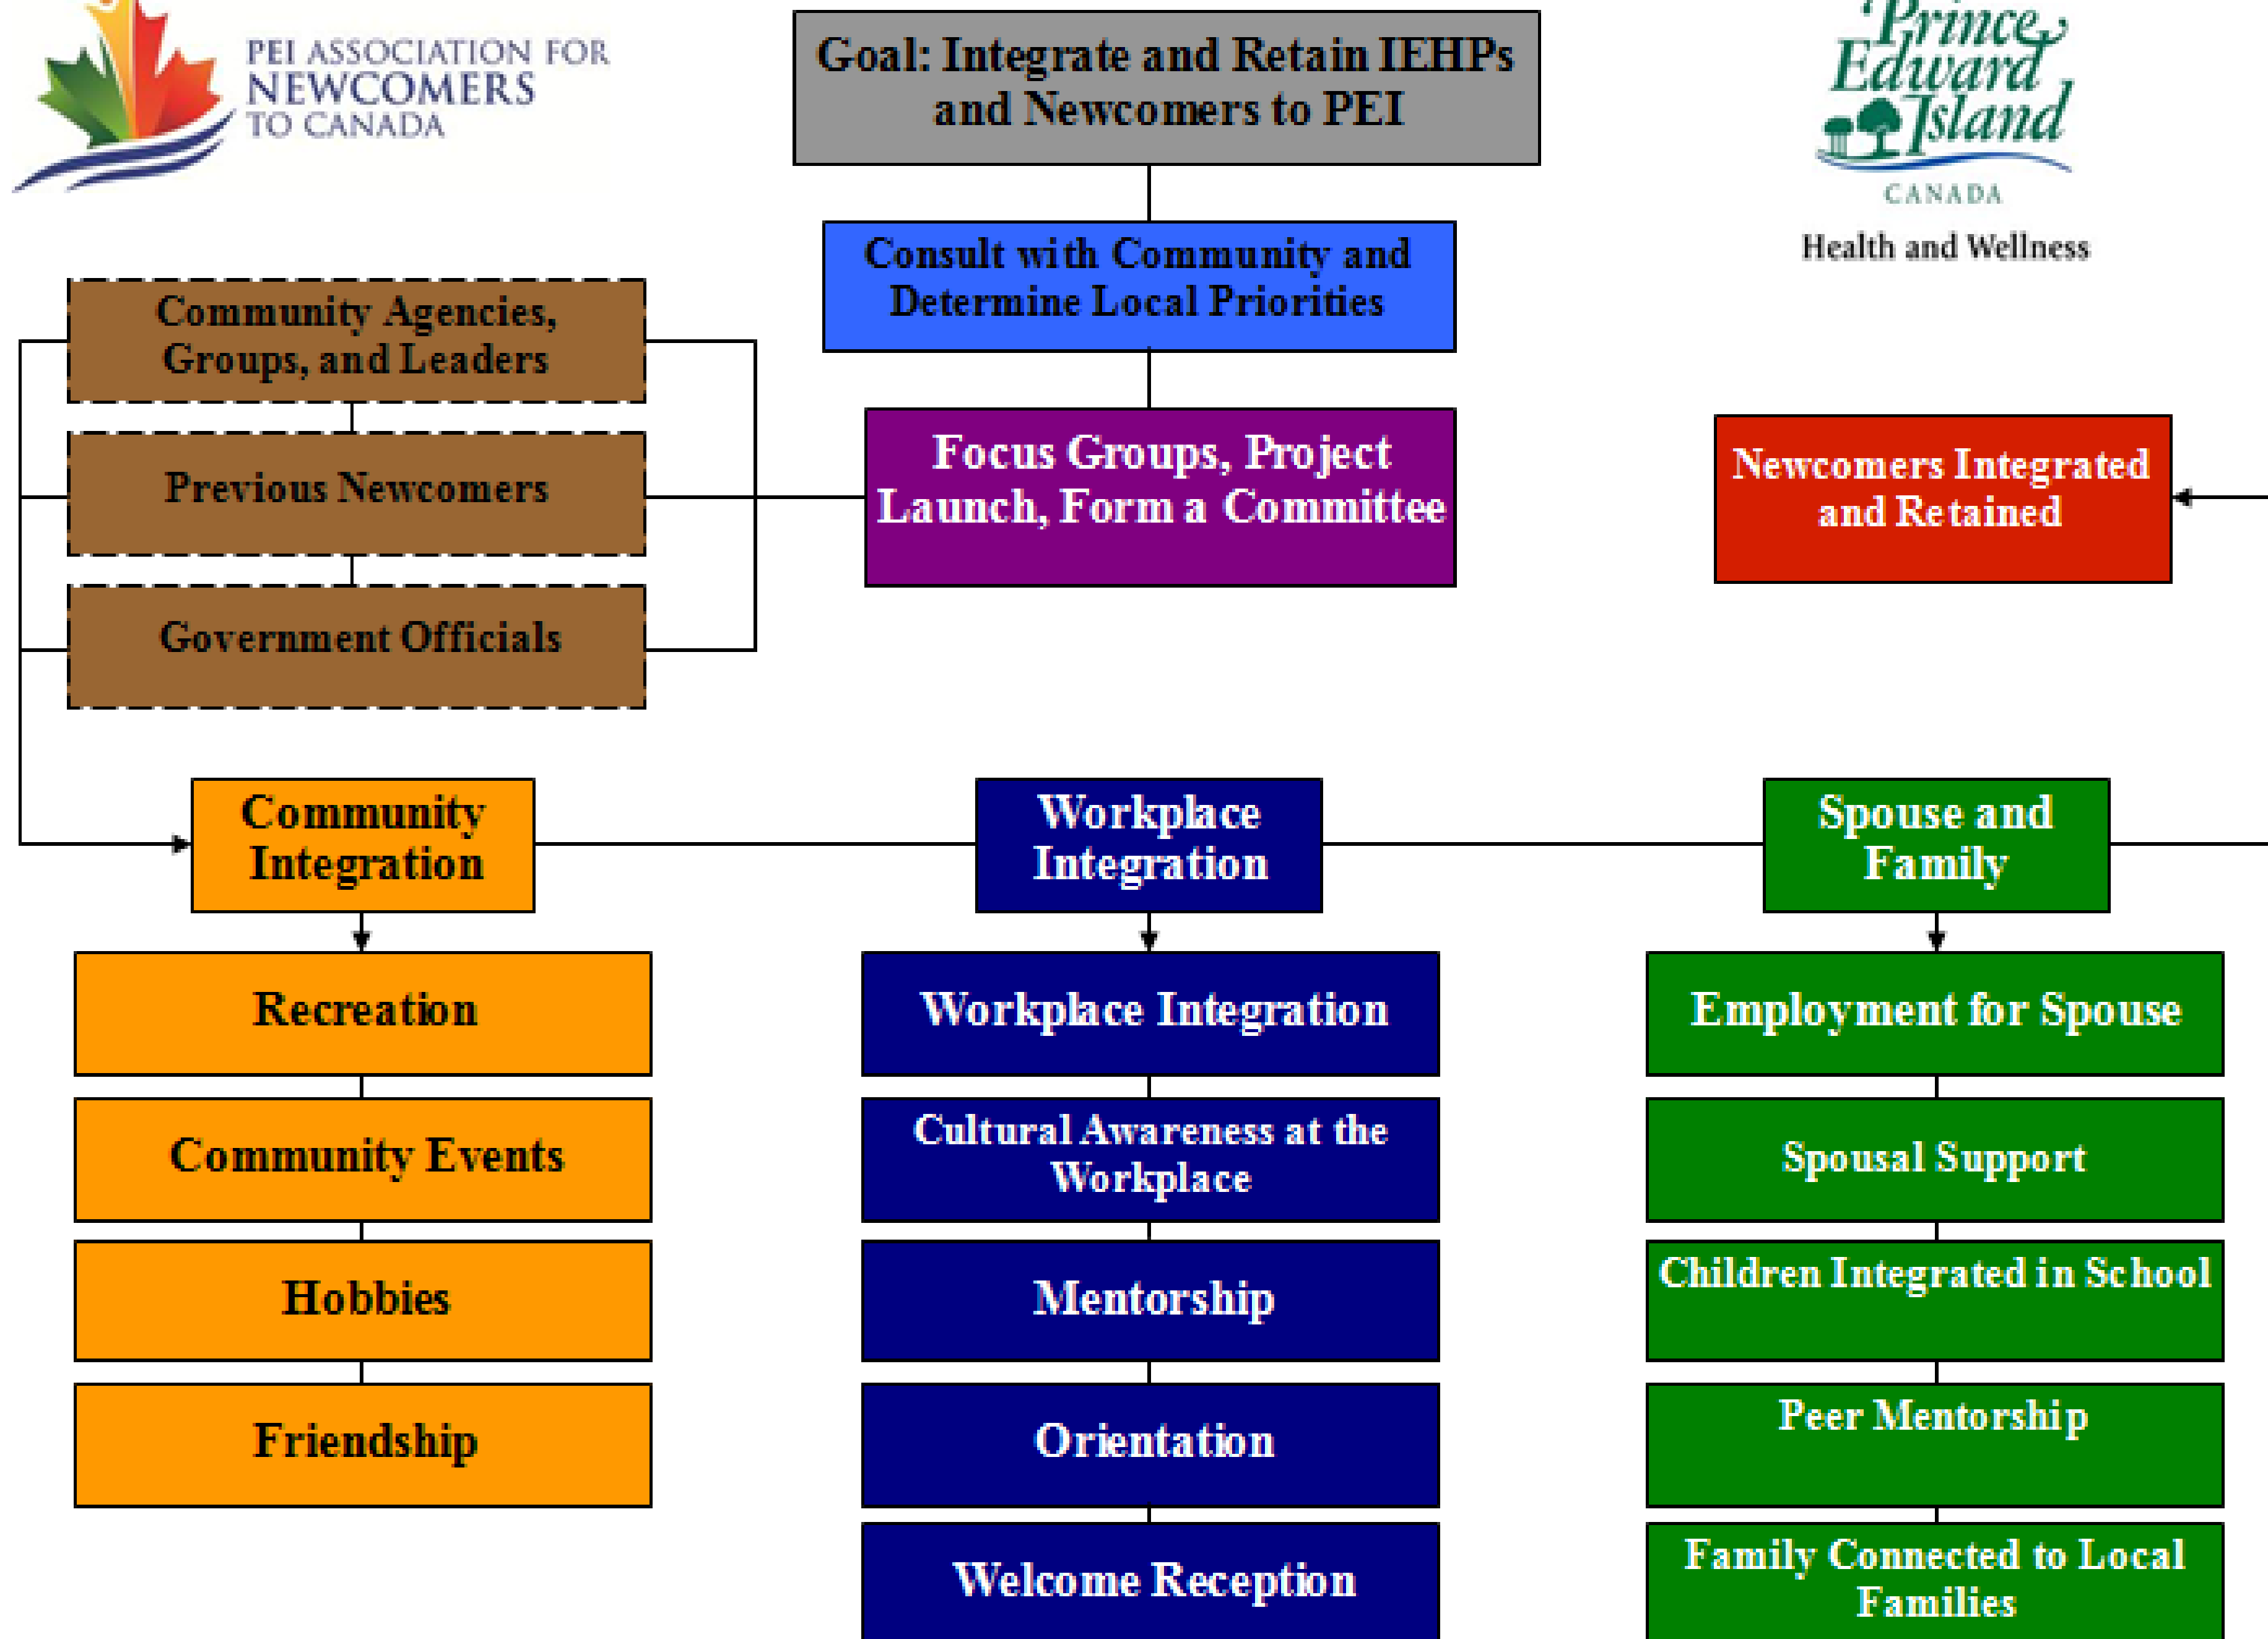 PEI ASSOCIATION FOR
NEWCOMERS
TO CANADA
Goal: Integrate and Retain IEHPs
and Newcomers to PEI
Prince
Edward
Island
CANADA
Health and Wellness
Consult with Community and
Determine Local Priorities
Community Agencies,
Groups, and Leaders
Previous Newcomers
Government Officials
Focus Groups, Project
Launch, Form a Committee
Newcomers Integrated
and Retained
Community
Integration
Recreation
Community Events
Hobbies
Friendship
Workplace
Integration
Workplace Integration
Cultural Awareness at the
Workplace
Mentorship
Orientation
Welcome Reception
Spouse and
Family
Employment for Spouse
Spousal Support
Children Integrated in School
Peer Mentorship
Family Connected to Local
Families